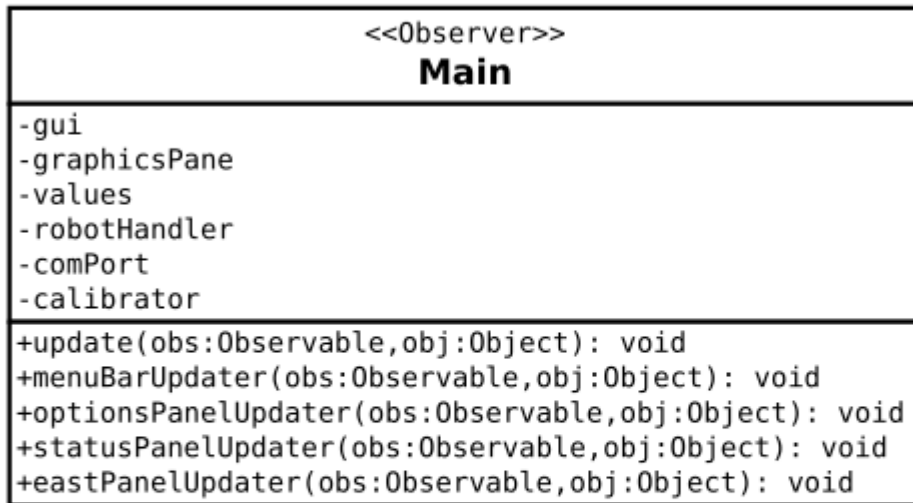 <<Observer>>
Main
-gui
-graphicsPane
-values
-robotHandler
-comPort
-calibrator
+update(obs:Observable,obj:Object): void
+menuBarUpdater(obs:Observable,obj:Object): void
+optionsPanelUpdater(obs:Observable,obj:Object): void
+statusPanelUpdater(obs:Observable,obj:Object): void
+eastPanelUpdater(obs:Observable,obj:Object): void